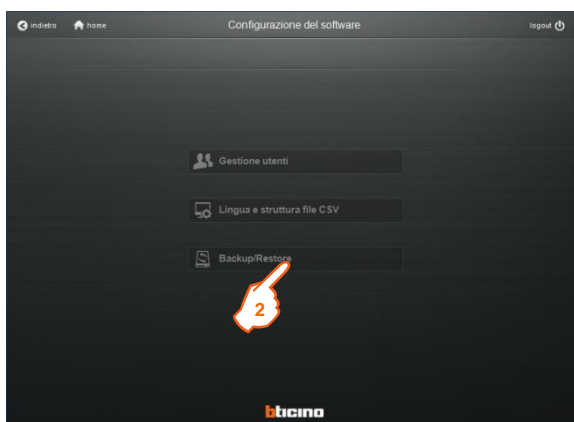 indietro home Configurazione del software logout
Gestione utenti
Lingua e struttura file CSV
Backup/Restore
2
bticino